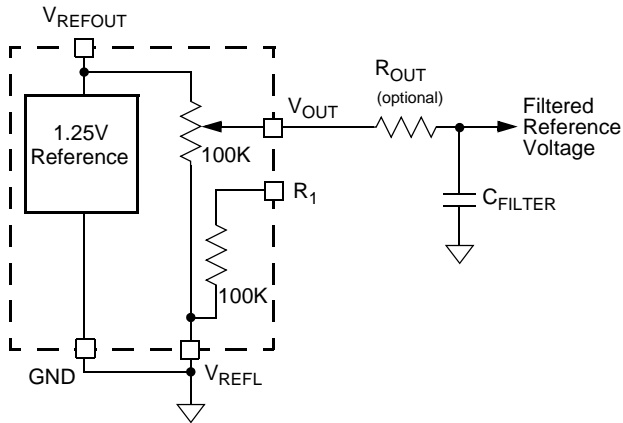 VREFOUT
1.25V
Reference
100K
VOUT
ROUT
(optional)
Filtered
Reference
Voltage
R1
CFILTER
100K
GND
VREFL